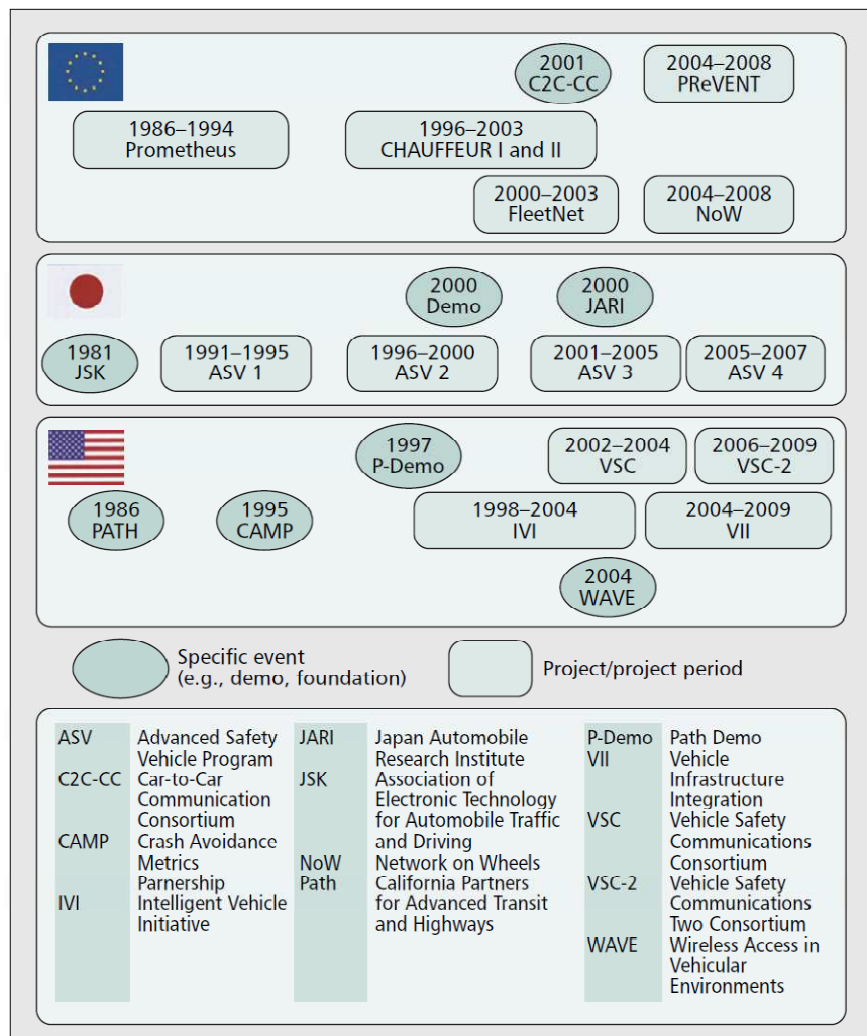 2001
C2C-CC
2004–2008
PReVENT
1986–1994
Prometheus
1996–2003
CHAUFFEUR I and II
2000–2003
FleetNet
2004–2008
NoW
2000
Demo
2000
JARI
1981
JSK
1991–1995
ASV 1
1996–2000
ASV 2
2001–2005
ASV 3
2005–2007
ASV 4
1997
P-Demo
2002–2004
VSC
2006–2009
VSC-2
1986
PATH
1995
CAMP
1998–2004
IVI
2004–2009
VII
2004
WAVE
Specific event
(e.g., demo, foundation)
Project/project period
ASV Advanced Safety
Vehicle Program
C2C-CC Car-to-Car
Communication
Consortium
CAMP Crash Avoidance
Metrics
Parnership
IVI Intelligent Vehicle
Initiative
JARI Japan Automobile
Research Institute
JSK Association of
Electronic Technology
for Automobile Traffic
and Driving
NoW Network on Wheels
Path California Partners
for Advanced Transit
and Highways
P-Demo Path Demo
VII Vehicle
Infrastructure
Integration
VSC Vehicle Safety
Communications
Consortium
VSC-2 Vehicle Safety
Communications
Two Consortium
WAVE Wireless Access in
Vehicular
Environments